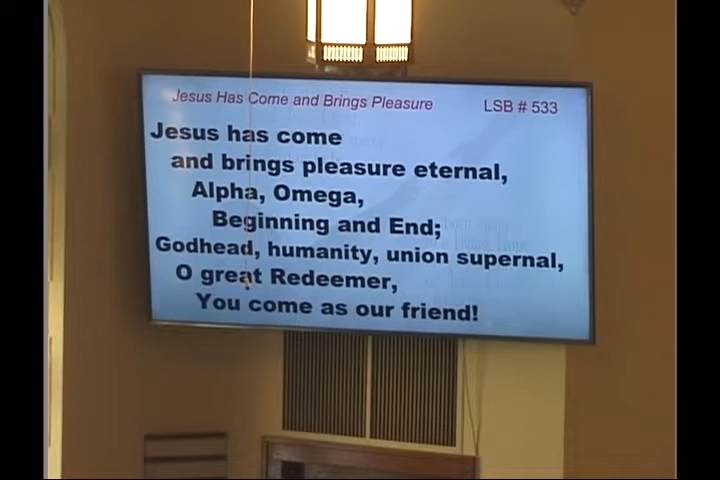 Jesus Has Come and Brings Pleasure LSB # 533
Jesus has come
and brings pleasure eternal,
Alpha, Omega,
Beginning and End;
Godhead, humanity, union supernal,
O great Redeemer,
You come as our friend!